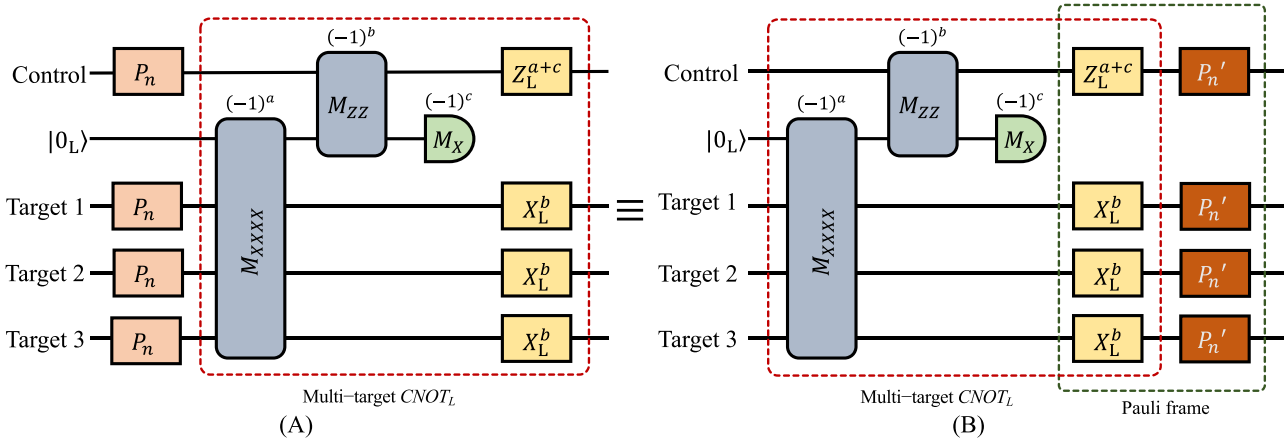 (−1)^b
Control P_n M_ZZ Z_L^{a+c}
(−1)^a (−1)^c
|0_L⟩ M_X
Target 1 P_n M_XXXX X_L^b
Target 2 P_n X_L^b
Target 3 P_n X_L^b
Multi−target CNOT_L
(A)
≡
(−1)^b
Control M_ZZ Z_L^{a+c} P_n′
(−1)^a (−1)^c
|0_L⟩ M_X
Target 1 M_XXXX X_L^b P_n′
Target 2 X_L^b P_n′
Target 3 X_L^b P_n′
Multi−target CNOT_L
Pauli frame
(B)